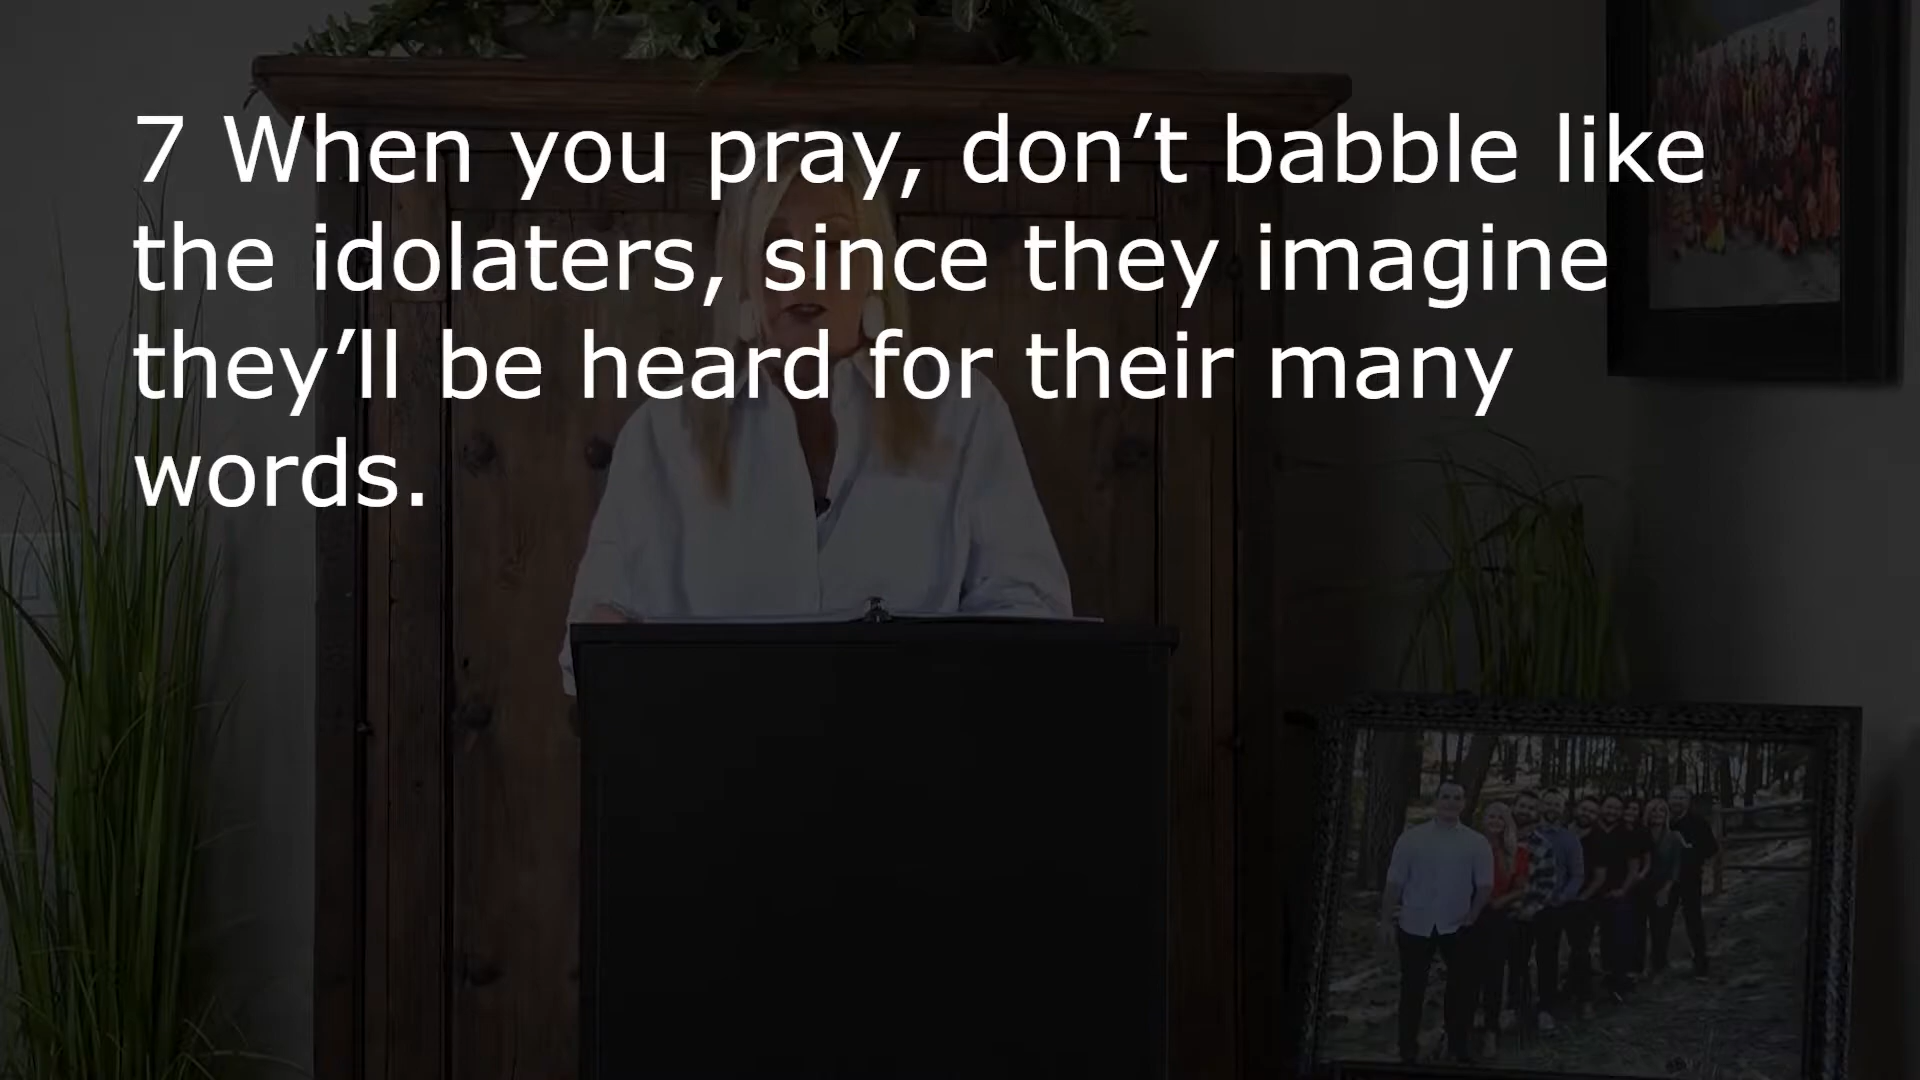 7 When you pray, don’t babble like
the idolaters, since they imagine
they’ll be heard for their many
words.